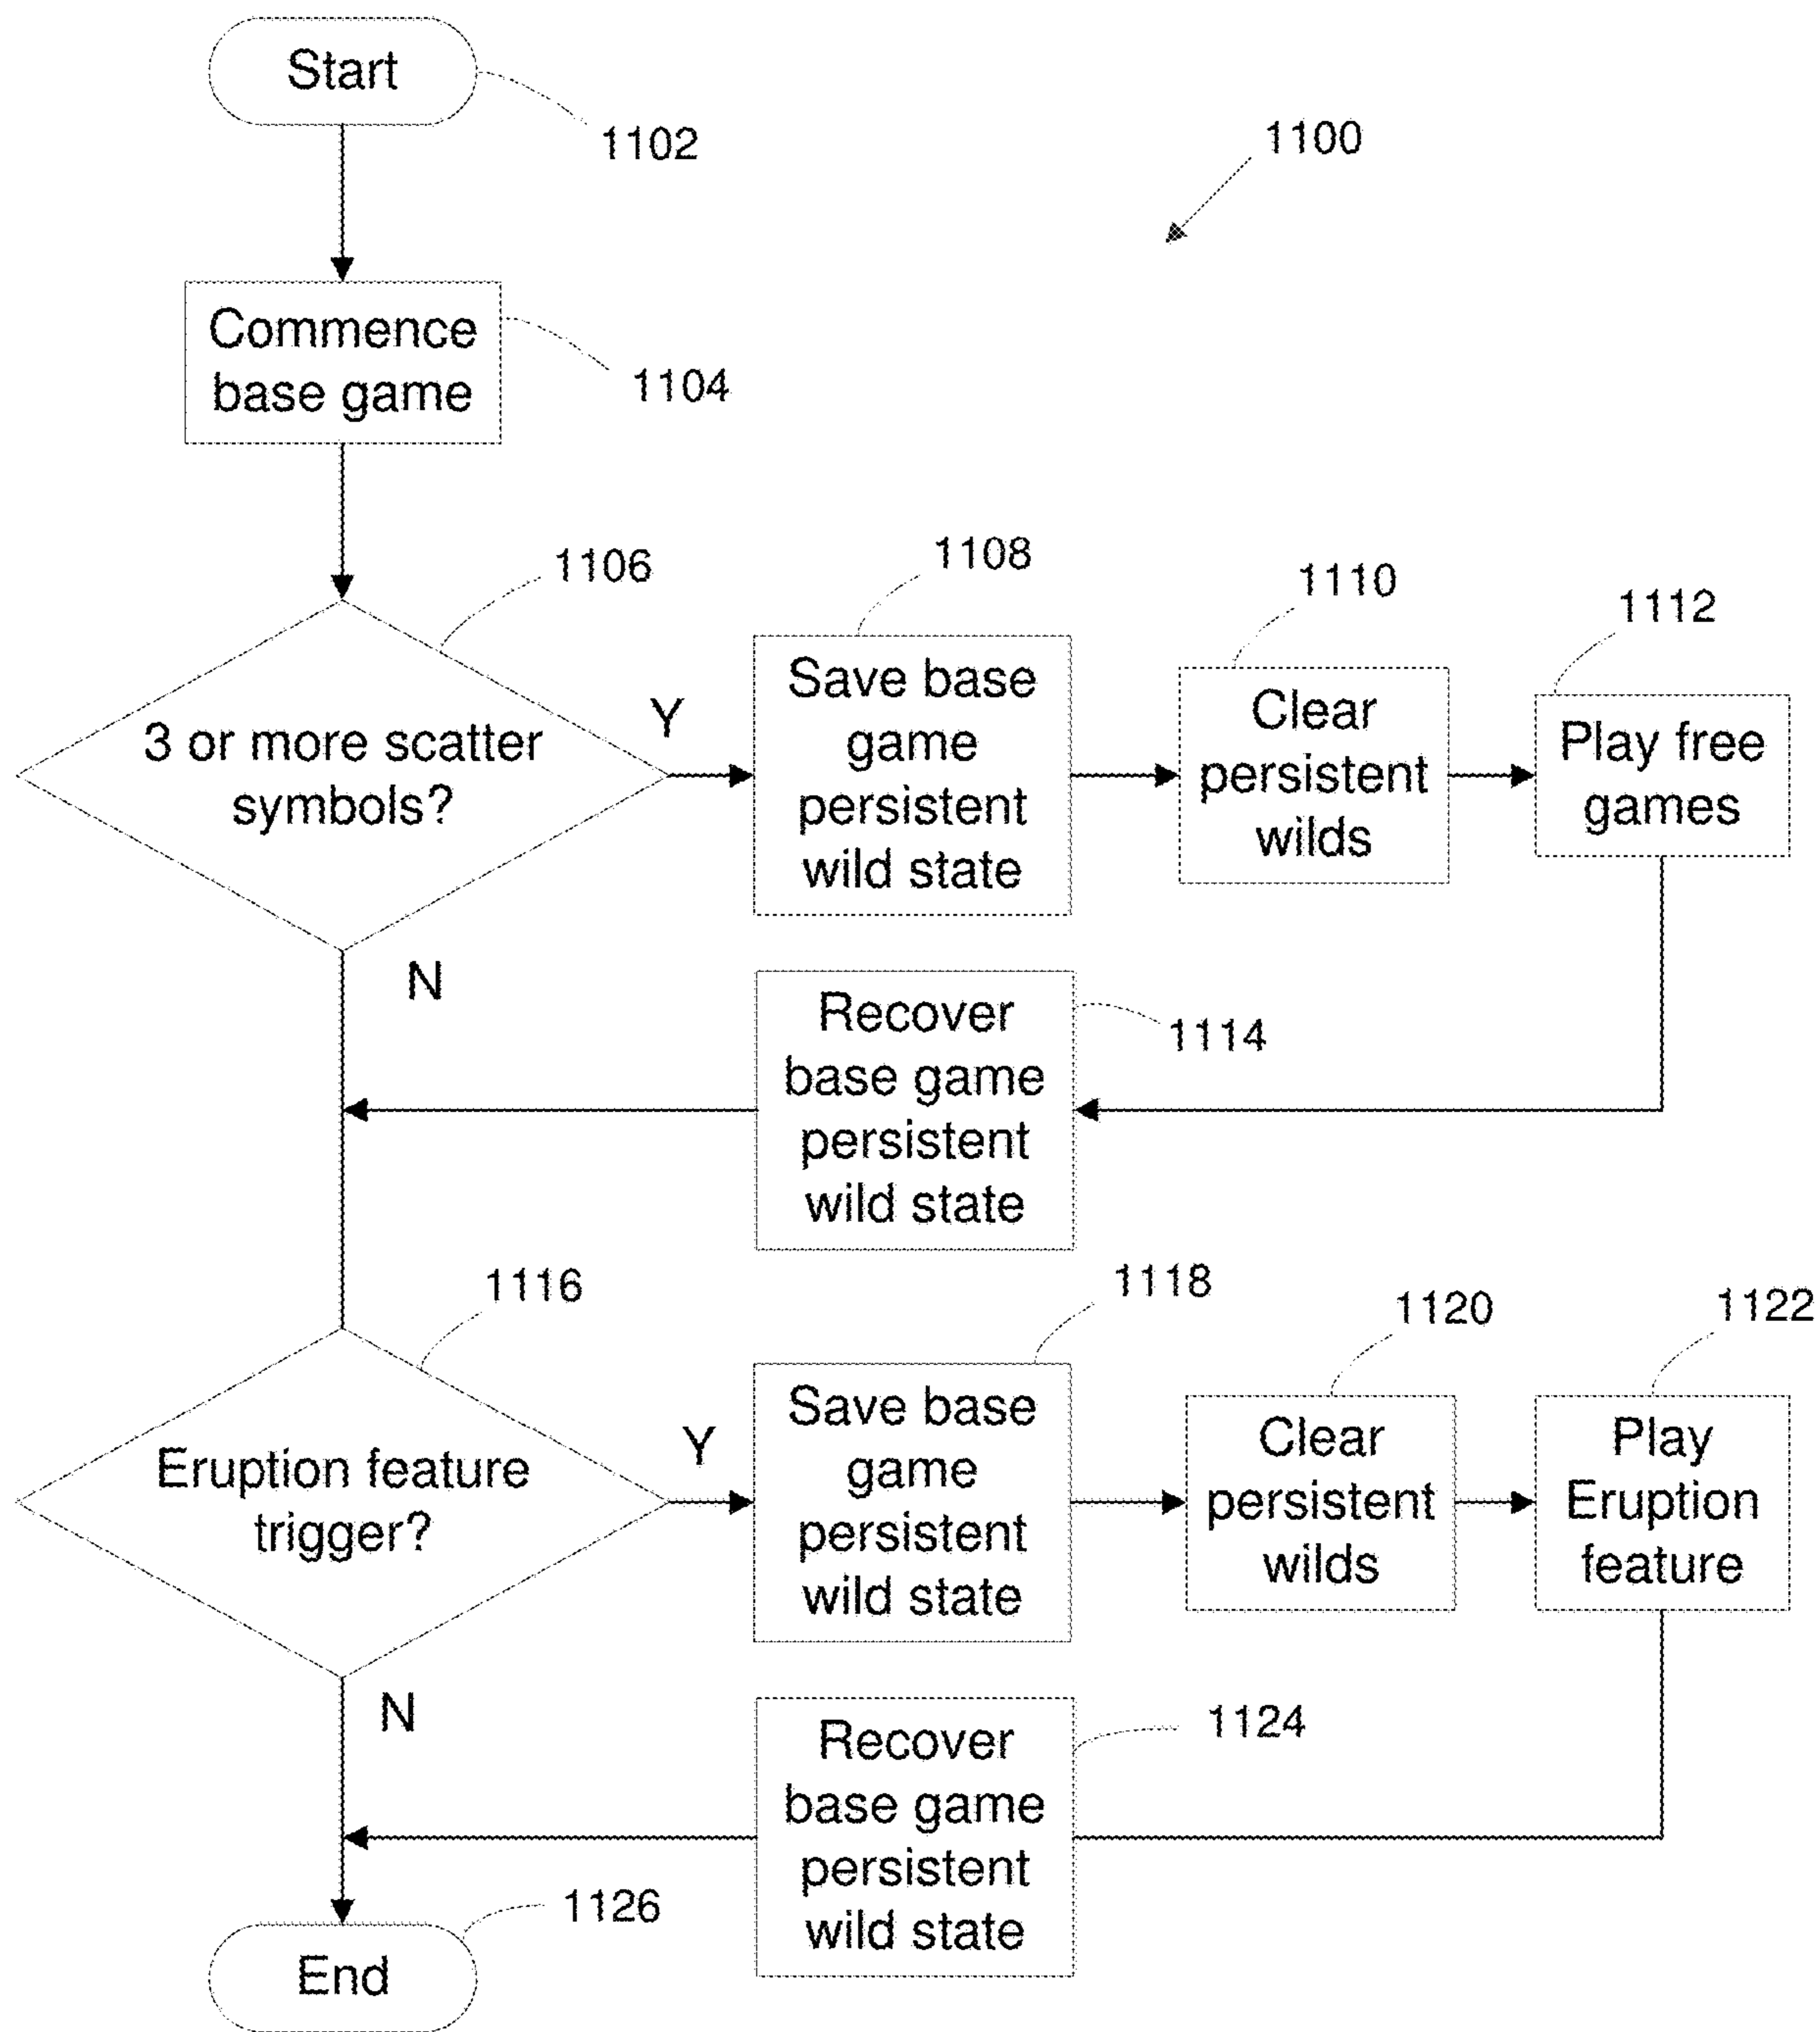 Start
1102
1100
Commence
base game
1104
1106
3 or more scatter
symbols?
Y
N
1108
Save base
game
persistent
wild state
1110
Clear
persistent
wilds
1112
Play free
games
Recover
base game
persistent
wild state
1114
1116
Eruption feature
trigger?
Y
N
1118
Save base
game
persistent
wild state
1120
Clear
persistent
wilds
1122
Play
Eruption
feature
Recover
base game
persistent
wild state
1124
End
1126